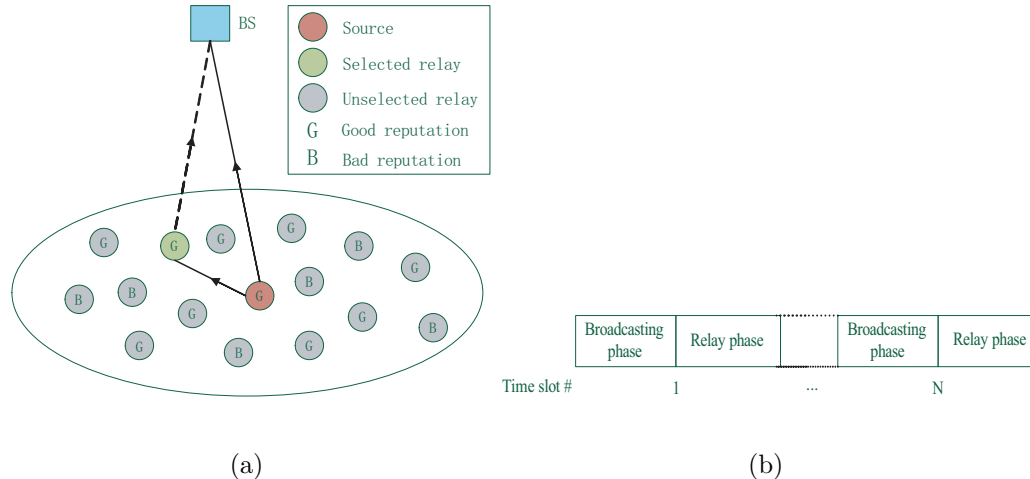 BS
Source
Selected relay
Unselected relay
G Good reputation
B Bad reputation
G
G
G
G
B
G
B
B
G
G
B
G
B
G
B
G
Broadcasting phase
Relay phase
Broadcasting phase
Relay phase
Time slot #
1
...
N
(a)
(b)